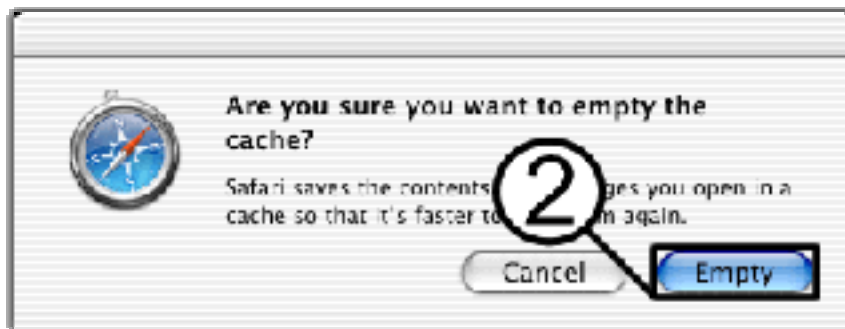 Are you sure you want to empty the
cache?
Safari saves the contents ges you open in a
cache so that it's faster to m again.
2
Cancel
Empty